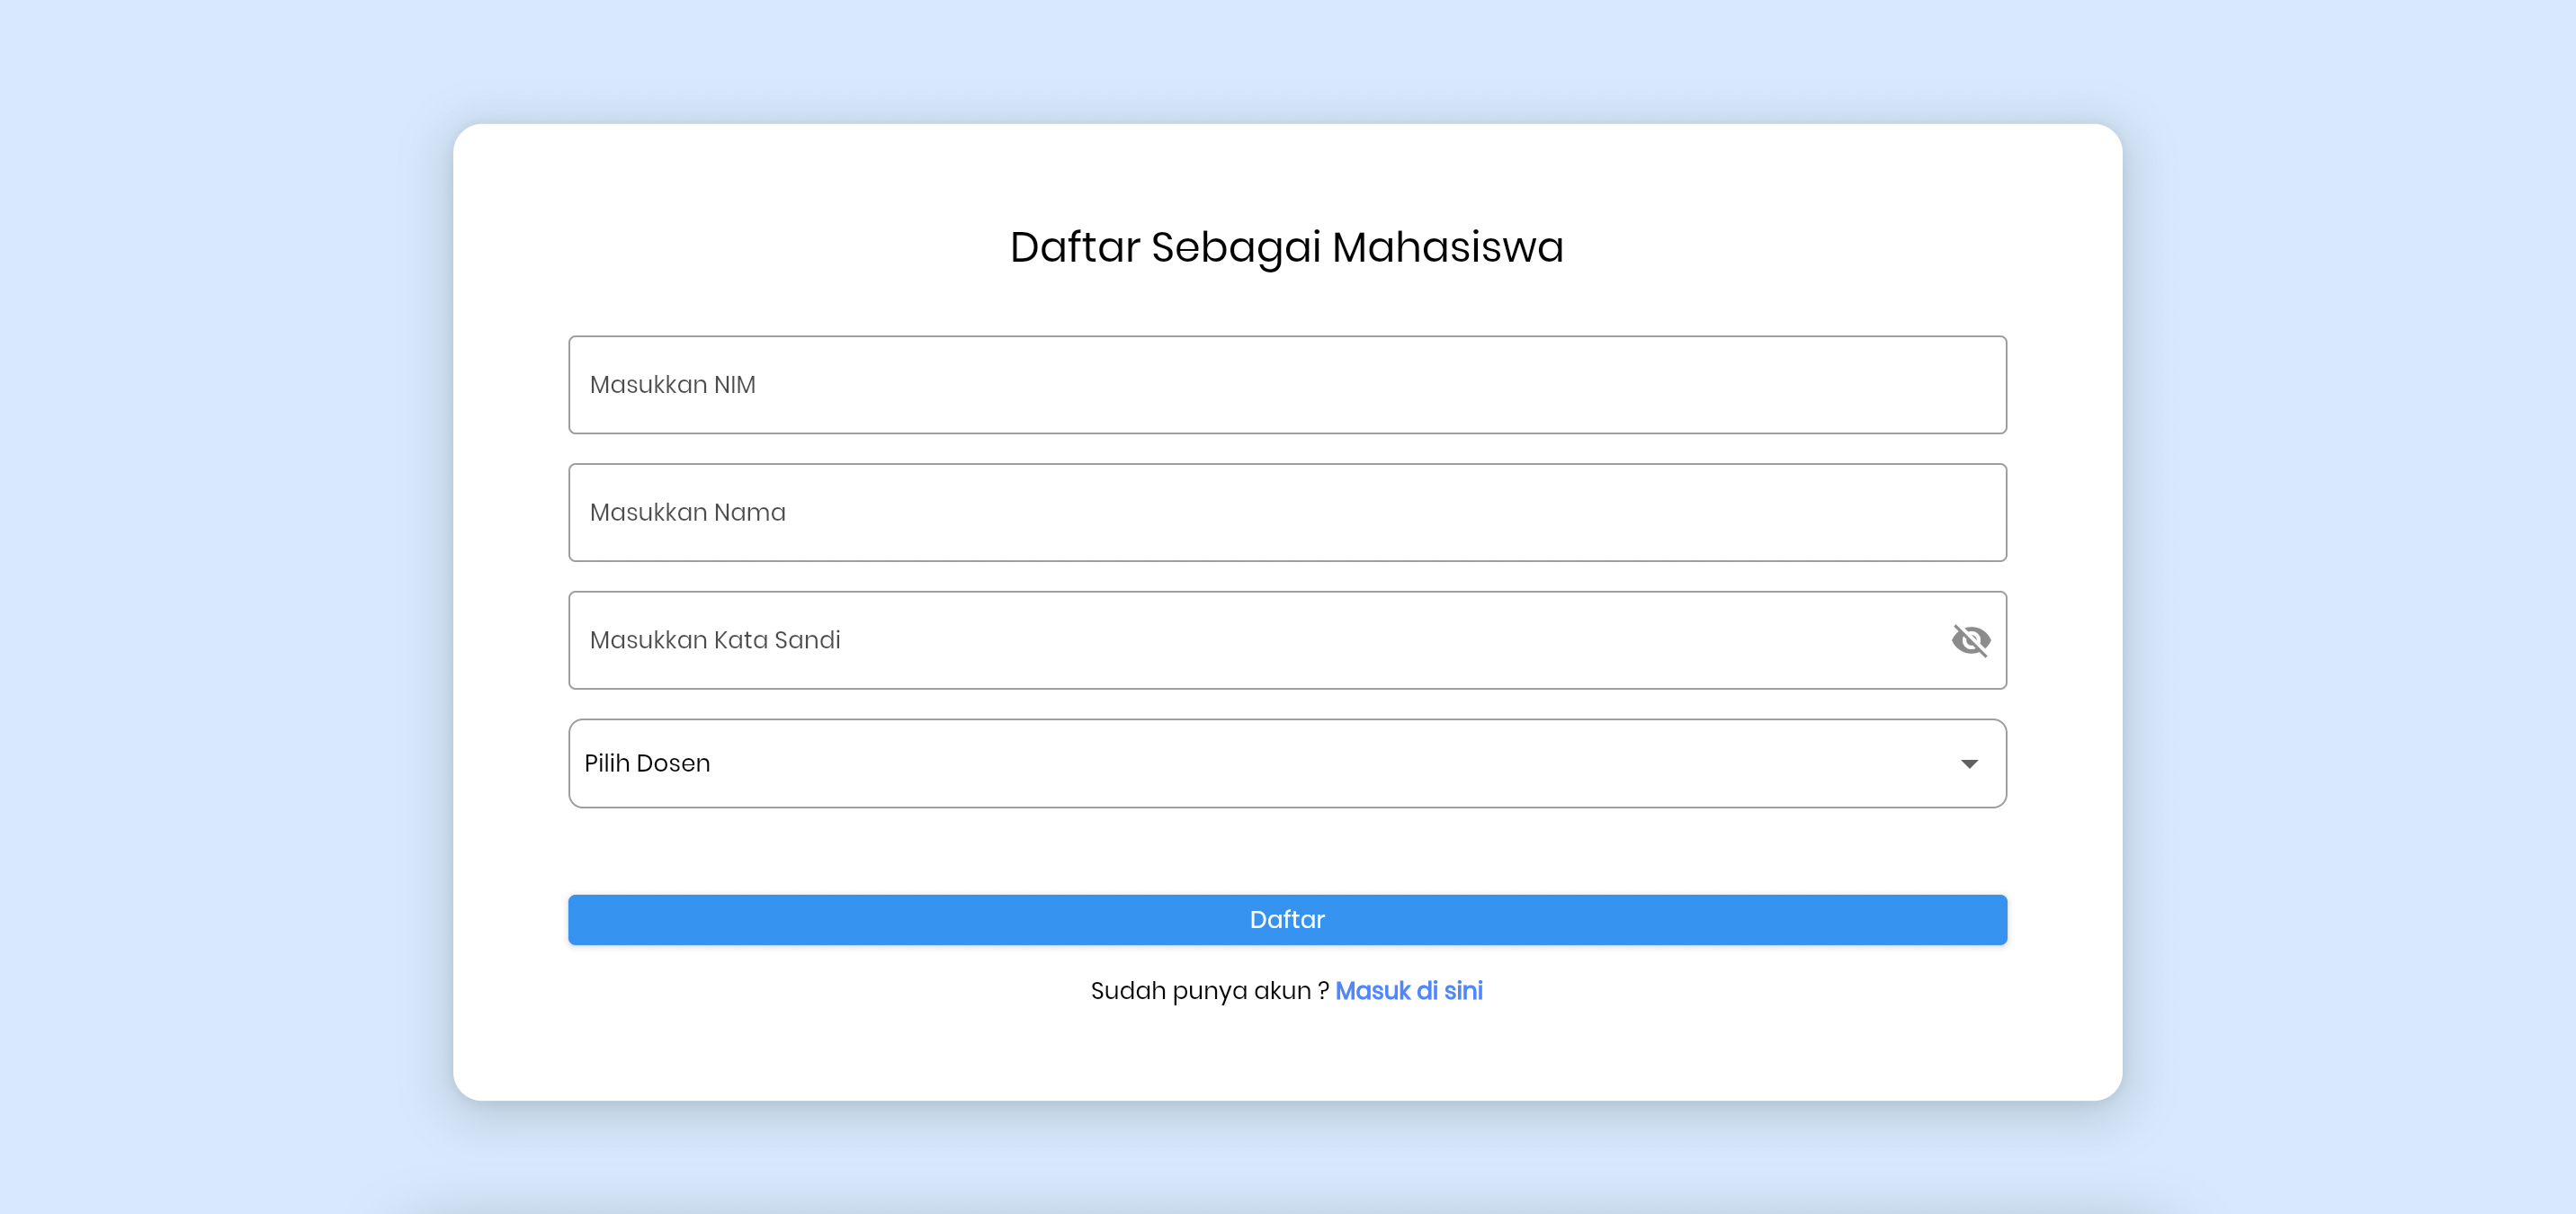 Daftar Sebagai Mahasiswa
Masukkan NIM
Masukkan Nama
Masukkan Kata Sandi
Pilih Dosen
Daftar
Sudah punya akun ? Masuk di sini